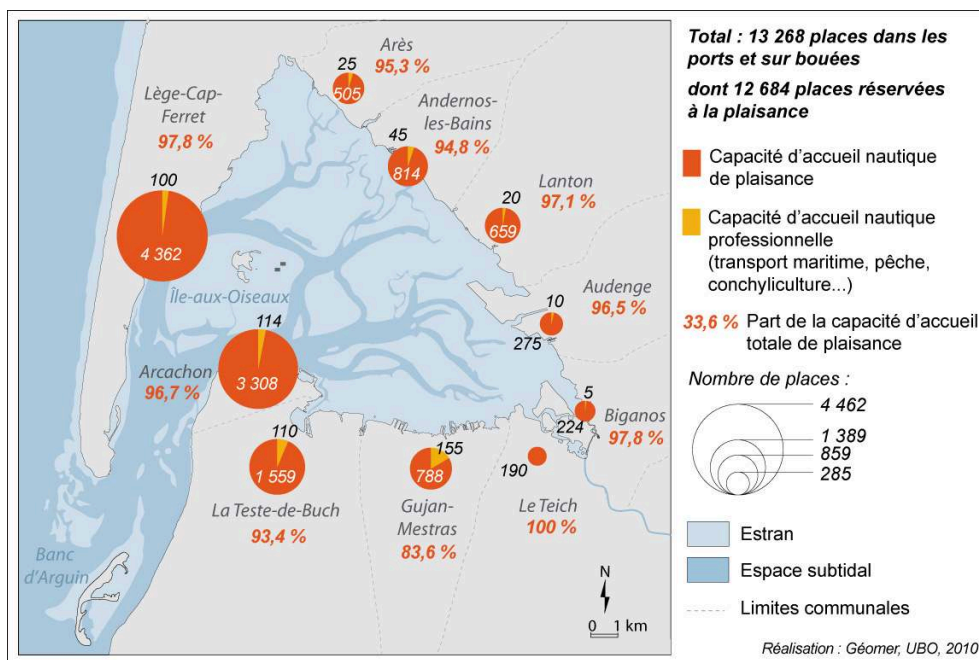 Arès
95,3 %
25
505
Lège-Cap-
Ferret
97,8 %
100
4 362
Andernos-
les-Bains
94,8 %
45
814
Lanton
97,1 %
20
659
Île-aux-Oiseaux
Audenge
96,5 %
10
275
114
3 308
Arcachon
96,7 %
5
224
Biganos
97,8 %
110
1 559
La Teste-de-Buch
93,4 %
155
788
Gujan-
Mestras
83,6 %
190
Le Teich
100 %
Banc
d'Arguin
N
0 1 km
Total : 13 268 places dans les
ports et sur bouées
dont 12 684 places réservées
à la plaisance
Capacité d'accueil nautique
de plaisance
Capacité d'accueil nautique
professionnelle
(transport maritime, pêche,
conchyliculture...)
33,6 % Part de la capacité d'accueil
totale de plaisance
Nombre de places :
4 462
1 389
859
285
Estran
Espace subtidal
Limites communales
Réalisation : Géomer, UBO, 2010